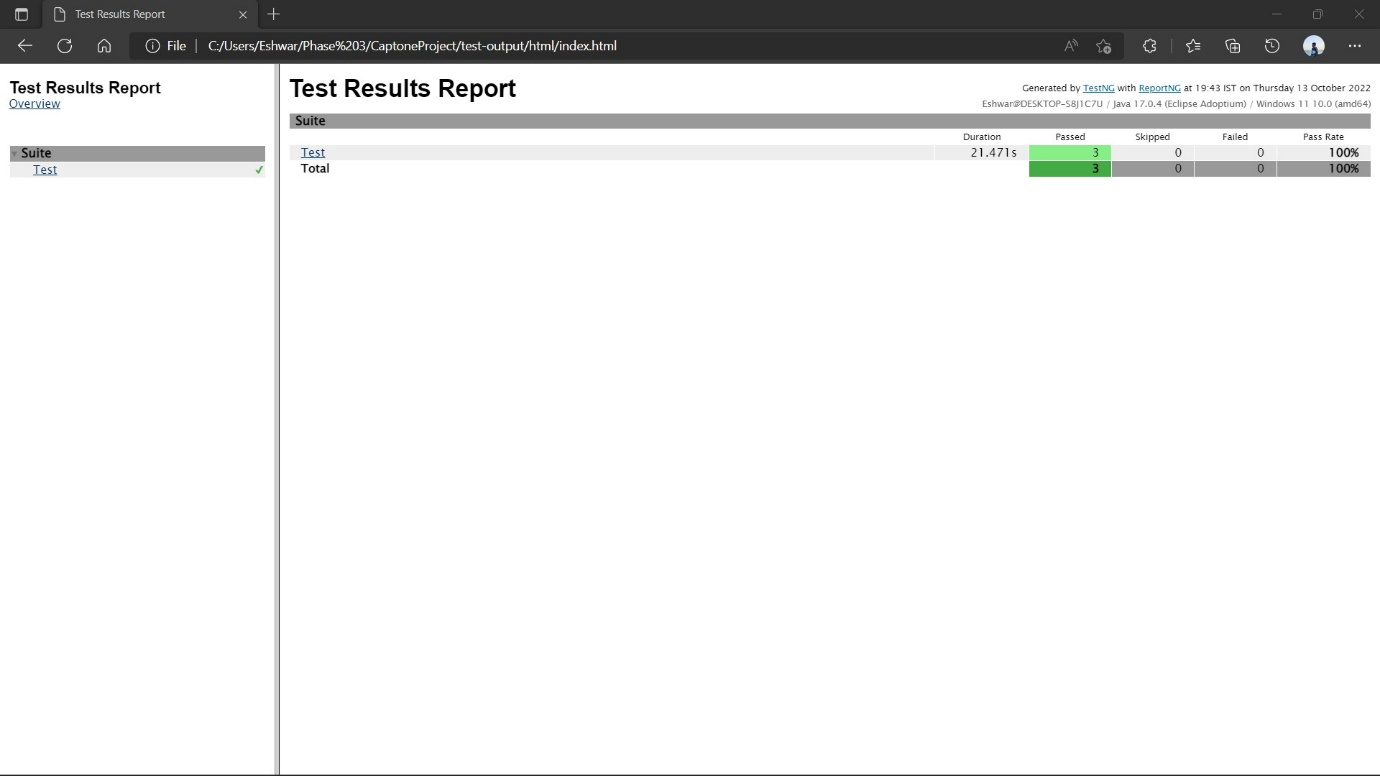 Test Results Report
File | C:/Users/Eshwar/Phase%203/CaptoneProject/test-output/html/index.html
Test Results Report
Overview
Suite
Test ✓
Test Results Report
Generated by TestNG with ReportNG at 19:43 IST on Thursday 13 October 2022
Eshwar@DESKTOP-S8J1C7U / Java 17.0.4 (Eclipse Adoptium) / Windows 11 10.0 (amd64)
Suite
Duration Passed Skipped Failed Pass Rate
Test 21.471s 3 0 0 100%
Total 3 0 0 100%